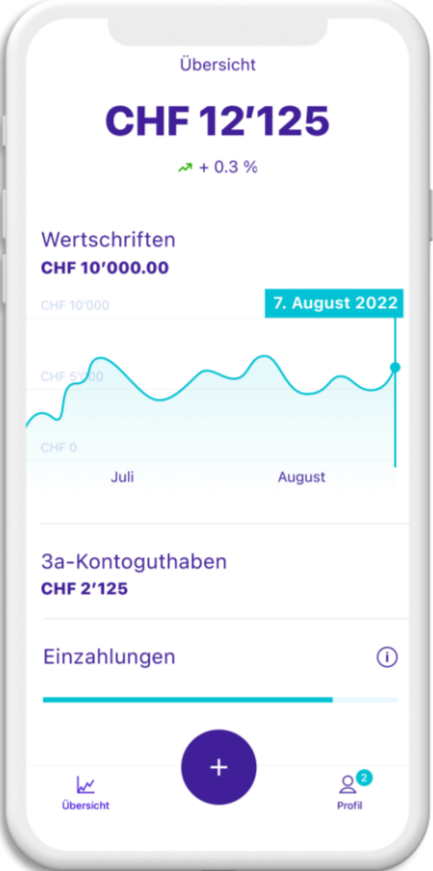 Übersicht
CHF 12’125
+ 0.3 %
Wertschriften
CHF 10’000.00
CHF 10'000
7. August 2022
CHF 5'000
CHF 0
Juli August
3a-Kontoguthaben
CHF 2’125
Einzahlungen
i
+
2
Übersicht Profil